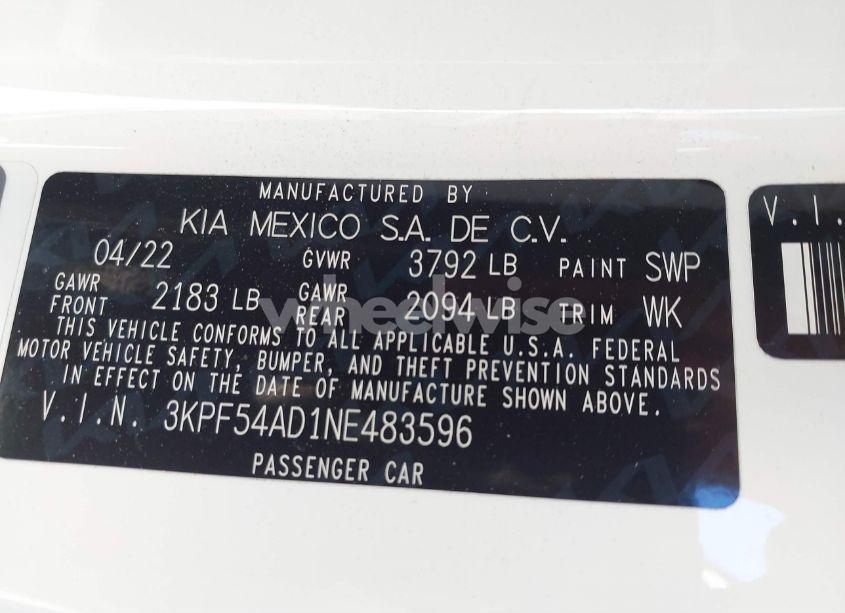 MANUFACTURED BY
KIA MEXICO S.A. DE C.V.
04/22 GVWR 3792 LB PAINT SWP
GAWR FRONT 2183 LB GAWR REAR 2094 LB TRIM WK
THIS VEHICLE CONFORMS TO ALL APPLICABLE U.S.A. FEDERAL
MOTOR VEHICLE SAFETY, BUMPER, AND THEFT PREVENTION STANDARDS
IN EFFECT ON THE DATE OF MANUFACTURE SHOWN ABOVE.
V.I.N. 3KPF54AD1NE483596
PASSENGER CAR
V.I.
wheelwise